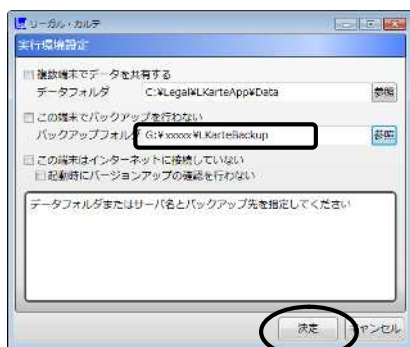 リーガル・カルテ
実行環境設定
複数端末でデータを共有する
データフォルダ C:¥Legal¥LKarteApp¥Data 参照
この端末でバックアップを行わない
バックアップフォルダ G:¥xxxxx¥LKarteBackup 参照
この端末はインターネットに接続していない
起動時にバージョンアップの確認を行わない
データフォルダまたはサーバ名とバックアップ先を指定してください
決定 キャンセル